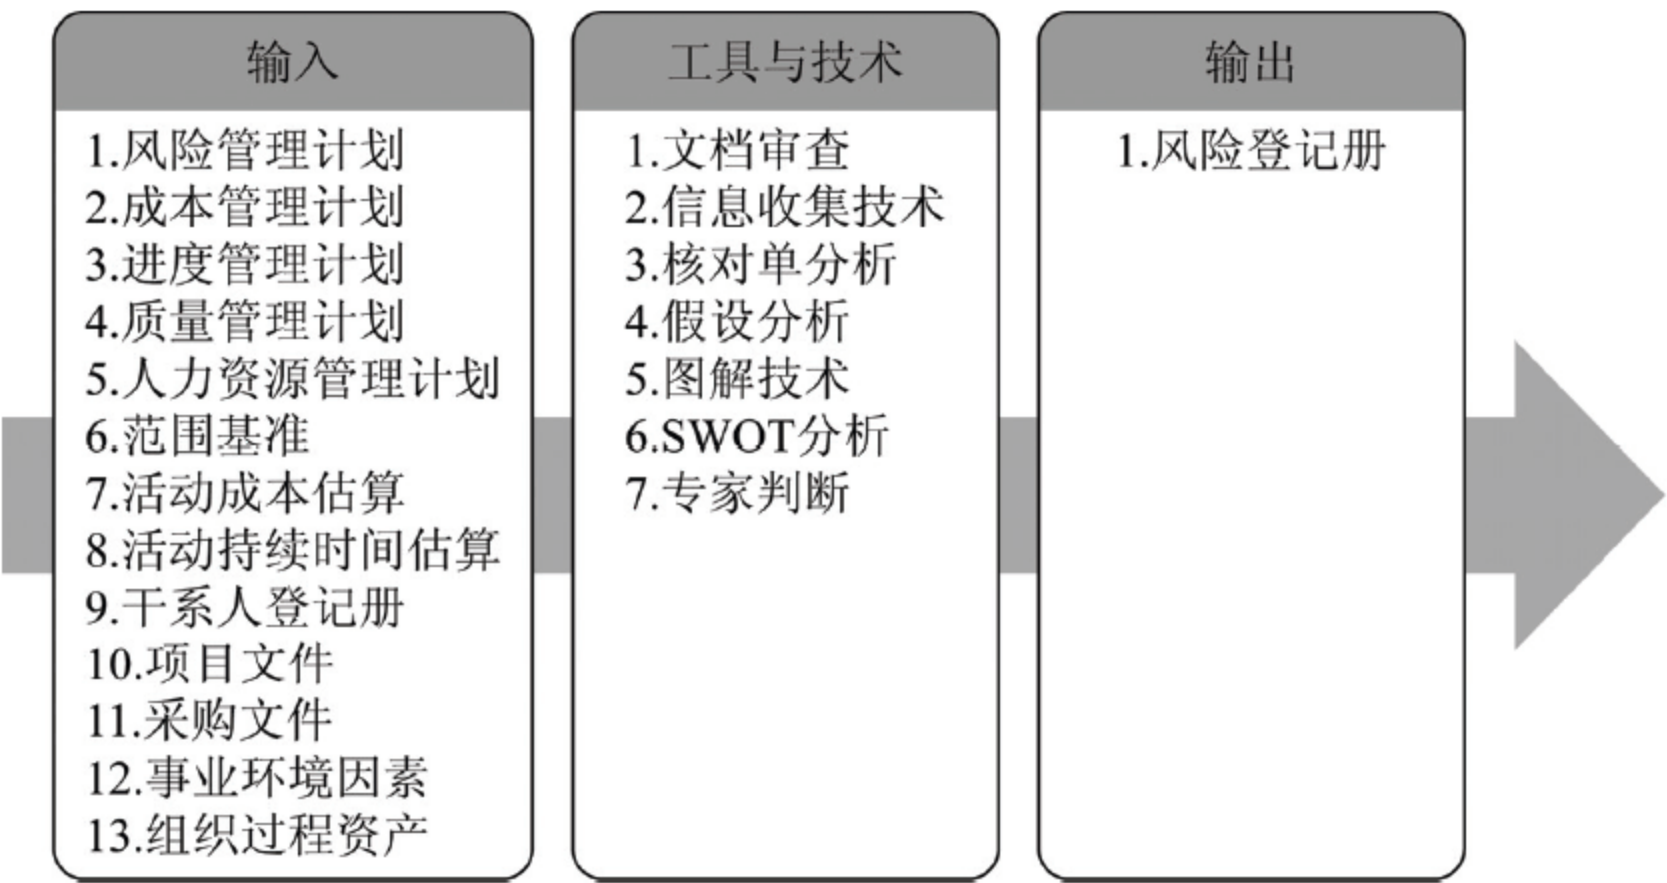 输入
1.风险管理计划
2.成本管理计划
3.进度管理计划
4.质量管理计划
5.人力资源管理计划
6.范围基准
7.活动成本估算
8.活动持续时间估算
9.干系人登记册
10.项目文件
11.采购文件
12.事业环境因素
13.组织过程资产
工具与技术
1.文档审查
2.信息收集技术
3.核对单分析
4.假设分析
5.图解技术
6.SWOT分析
7.专家判断
输出
1.风险登记册